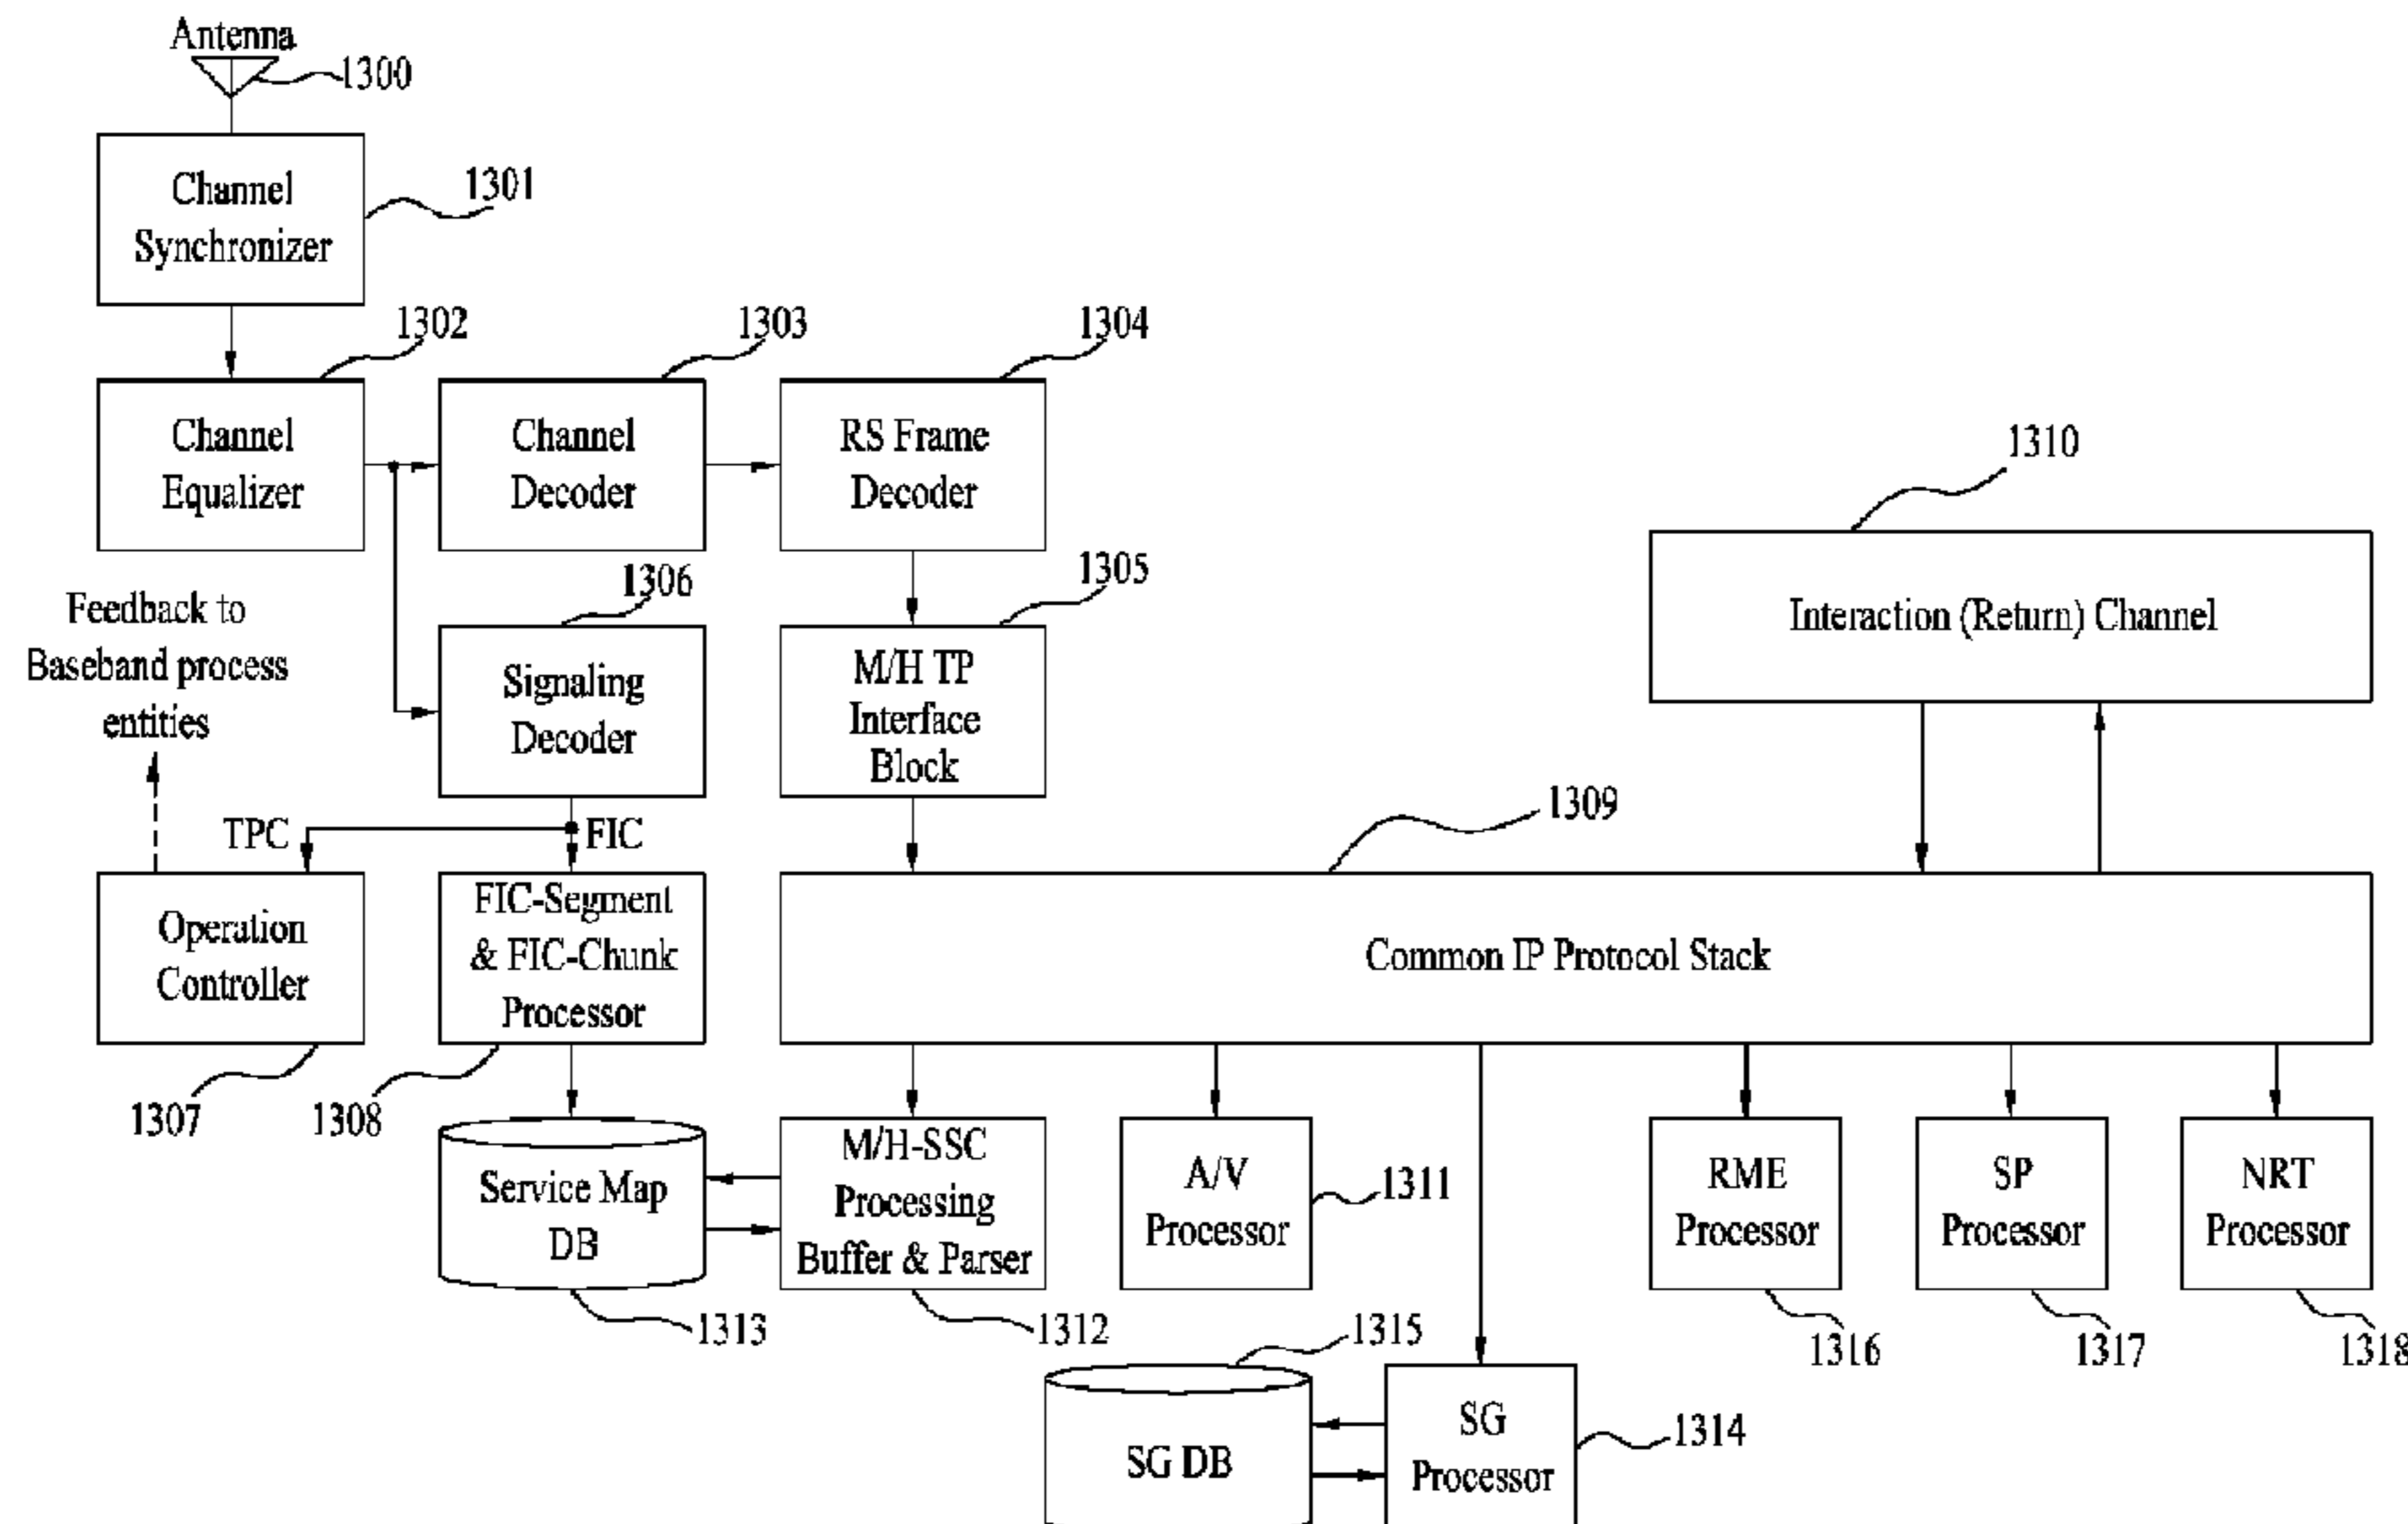 Antenna
1300
Channel
Synchronizer
1301
1302
1303
1304
Channel
Equalizer
Channel
Decoder
RS Frame
Decoder
1310
Interaction (Return) Channel
1306
1305
Feedback to
Baseband process
entities
Signaling
Decoder
M/H TP
Interface
Block
1309
TPC
FIC
Operation
Controller
FIC-Segment
& FIC-Chunk
Processor
Common IP Protocol Stack
1307
1308
Service Map
DB
M/H-SSC
Processing
Buffer & Parser
A/V
Processor
1311
RME
Processor
SP
Processor
NRT
Processor
1313
1312
1315
1316
1317
1318
SG DB
SG
Processor
1314